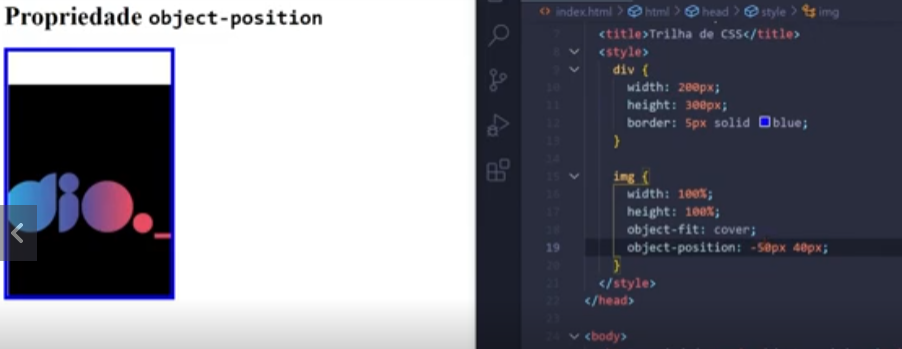 Propriedade object-position
dio._
index.html > html > head > style > img
7 <title>Trilha de CSS</title>
8 <style>
9 div {
10 width: 200px;
11 height: 300px;
12 border: 5px solid blue;
13 }
14
15 img {
16 width: 100%;
17 height: 100%;
18 object-fit: cover;
19 object-position: -50px 40px;
20 }
21 </style>
22 </head>
23
24 <body>